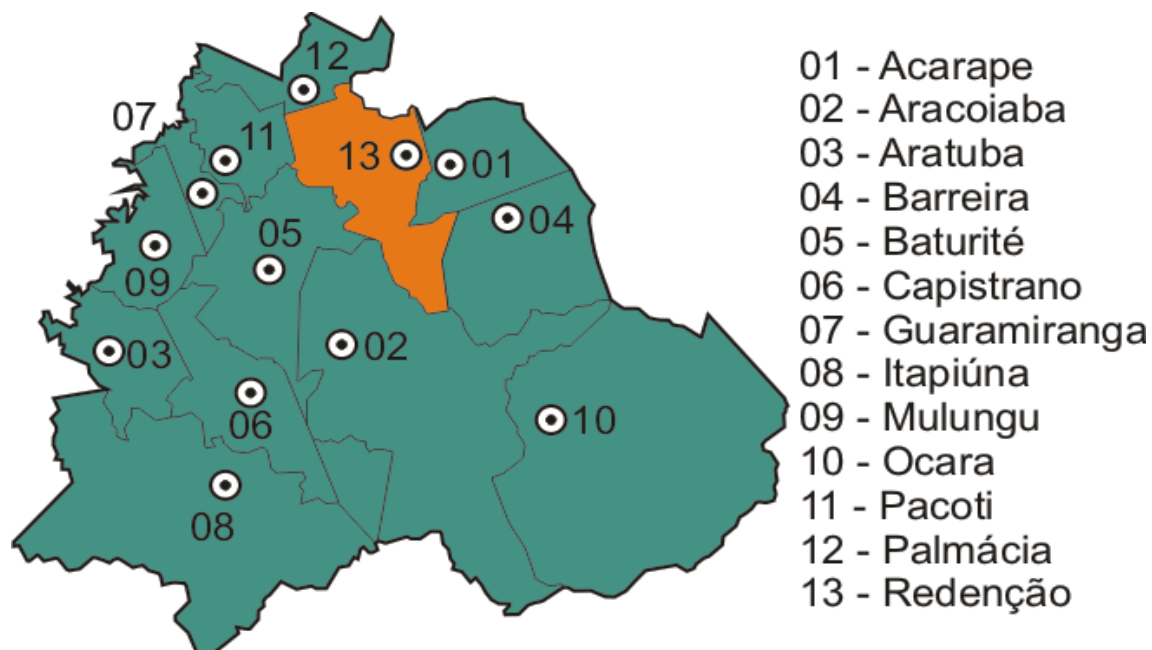 12
07
11
13
01
04
05
09
03
02
06
10
08
01 - Acarape
02 - Aracoiaba
03 - Aratuba
04 - Barreira
05 - Baturité
06 - Capistrano
07 - Guaramiranga
08 - Itapiúna
09 - Mulungu
10 - Ocara
11 - Pacoti
12 - Palmácia
13 - Redenção